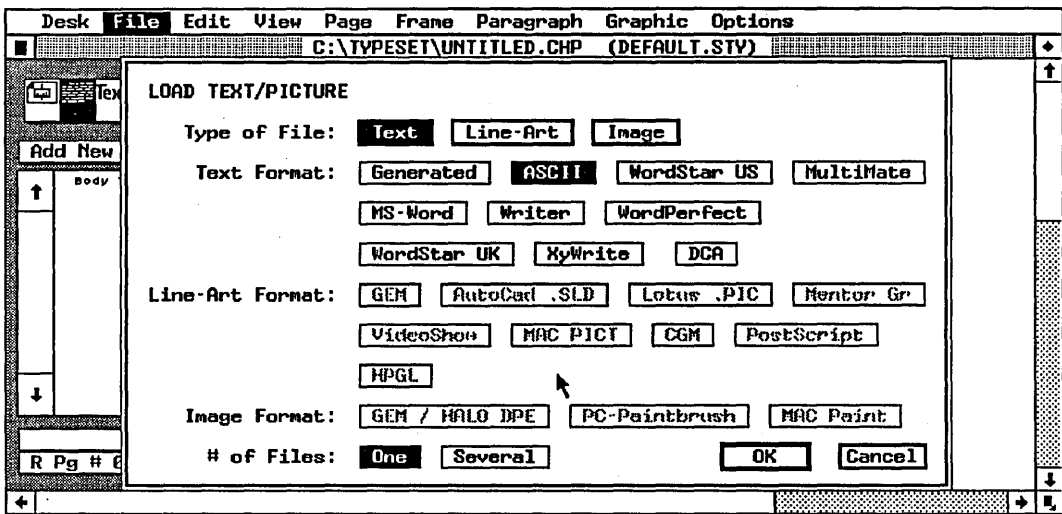 Desk File Edit View Page Frame Paragraph Graphic Options
C:\TYPESET\UNTITLED.CHP (DEFAULT.STY)
Tex
LOAD TEXT/PICTURE
Type of File: Text Line-Art Image
Add New
Text Format: Generated ASCII WordStar US MultiMate
Body
MS-Word Writer WordPerfect
WordStar UK XyWrite DCA
Line-Art Format: GEM AutoCad .SLD Lotus .PIC Mentor Gr
VideoShow MAC PICT CGM PostScript
HPGL
Image Format: GEM / HALO DPE PC-Paintbrush MAC Paint
R Pg #
# of Files: One Several OK Cancel